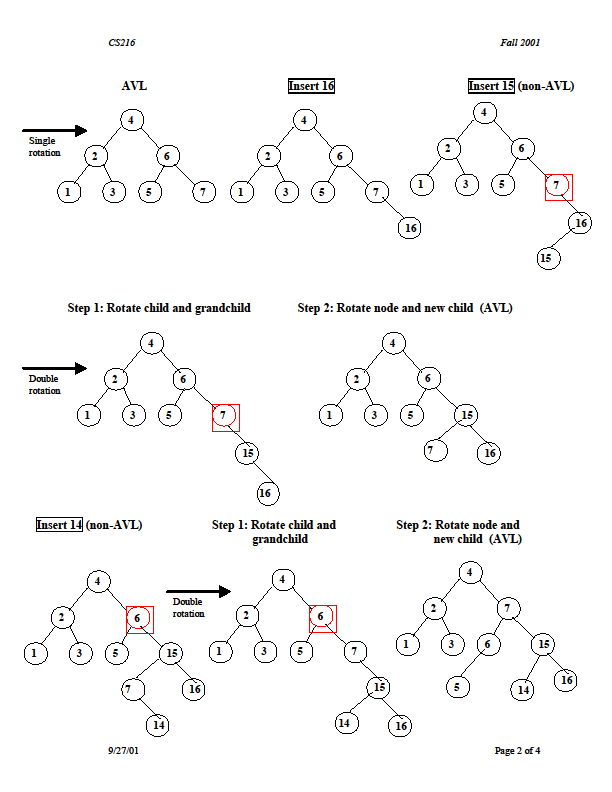 CS216 Fall 2001
AVL Insert 16 Insert 15 (non-AVL)
Single
rotation
4 4 4
2 6 2 6 2 6
1 3 5 7 1 3 5 7 1 3 5 7
16 16
15
Step 1: Rotate child and grandchild Step 2: Rotate node and new child (AVL)
Double
rotation
4 4
2 6 2 6
1 3 5 7 1 3 5 15
15 7 16
16
Insert 14 (non-AVL) Step 1: Rotate child and Step 2: Rotate node and
grandchild new child (AVL)
Double
rotation
4 4 4
2 6 2 6 2 7
1 3 5 15 1 3 5 7 1 3 6 15
7 16 15 5 14 16
14 14 16
9/27/01 Page 2 of 4